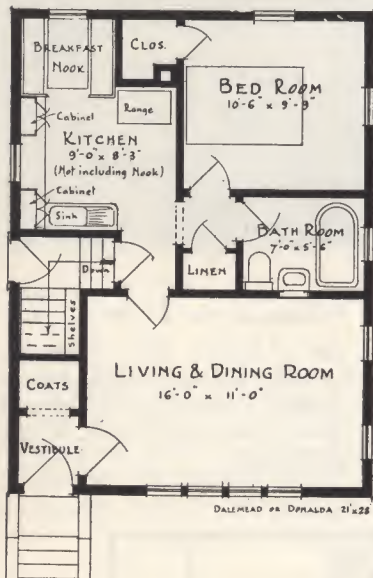 BREAKFAST
NOOK
CLOS.
BED ROOM
10'-6" x 9'-9"
Cabinet
Range
KITCHEN
9'-0" x 8'-3"
(Not including Nook)
Cabinet
Sink
BATH ROOM
7'-0" x 5'-6"
Down
LINEN
Shelves
LIVING & DINING ROOM
16'-0" x 11'-0"
COATS
VESTIBULE
DALEMEAD OR DONALDA 21' x 28'